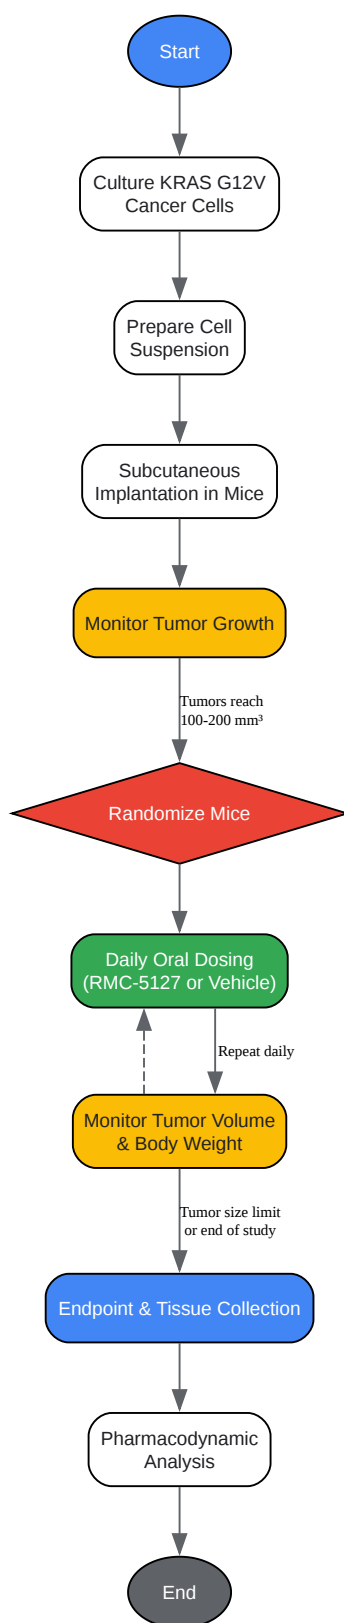 Start
Culture KRAS G12V
Cancer Cells
Prepare Cell
Suspension
Subcutaneous
Implantation in Mice
Monitor Tumor Growth
Tumors reach
100-200 mm³
Randomize Mice
Daily Oral Dosing
(RMC-5127 or Vehicle)
Repeat daily
Monitor Tumor Volume
& Body Weight
Tumor size limit
or end of study
Endpoint & Tissue Collection
Pharmacodynamic
Analysis
End